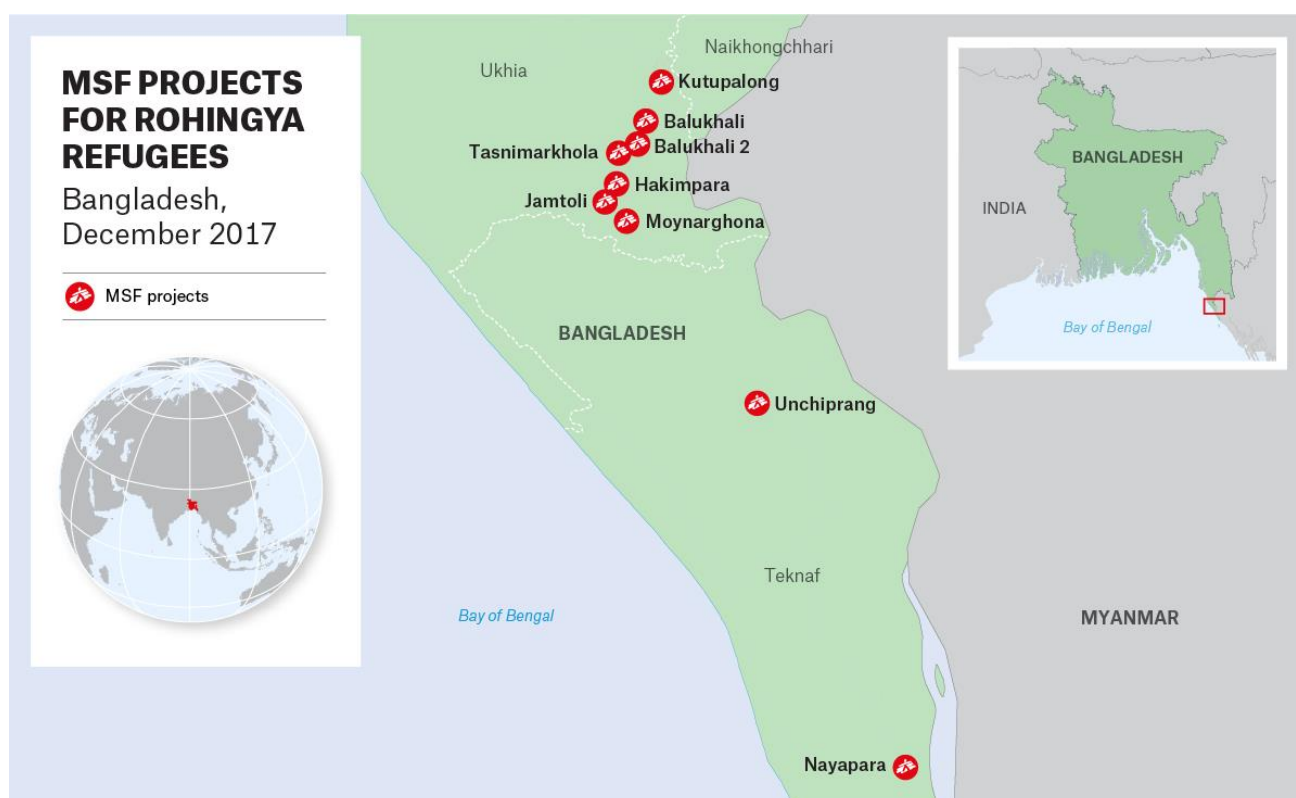 MSF PROJECTS
FOR ROHINGYA
REFUGEES
Bangladesh,
December 2017
MSF projects
Ukhia
Naikhongchhari
Kutupalong
Balukhali
Balukhali 2
Tasnimarkhola
Hakimpara
Jamtoli
Moynarghona
BANGLADESH
Unchiprang
Teknaf
Bay of Bengal
MYANMAR
Nayapara
BANGLADESH
INDIA
Bay of Bengal